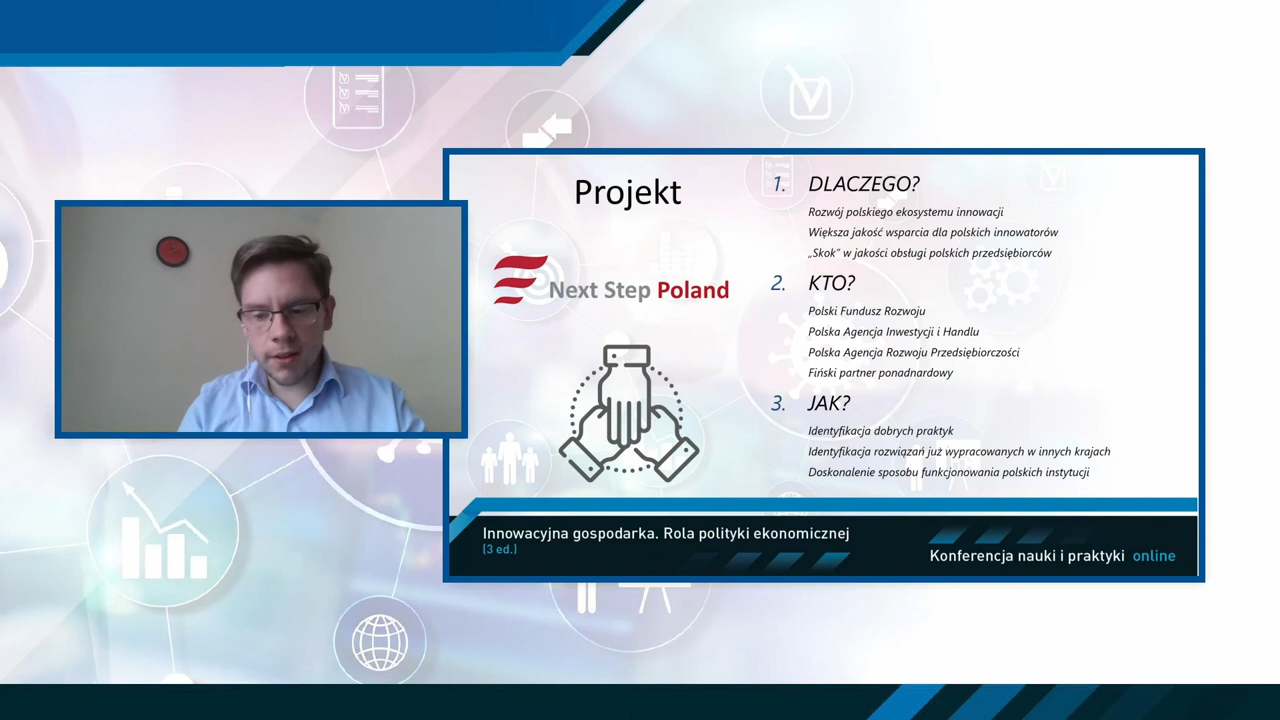 Projekt
Next Step Poland
1. DLACZEGO?
Rozwój polskiego ekosystemu innowacji
Większa jakość wsparcia dla polskich innowatorów
„Skok” w jakości obsługi polskich przedsiębiorców
2. KTO?
Polski Fundusz Rozwoju
Polska Agencja Inwestycji i Handlu
Polska Agencja Rozwoju Przedsiębiorczości
Fiński partner ponadnardowy
3. JAK?
Identyfikacja dobrych praktyk
Identyfikacja rozwiązań już wypracowanych w innych krajach
Doskonalenie sposobu funkcjonowania polskich instytucji
Innowacyjna gospodarka. Rola polityki ekonomicznej
(3 ed.)
Konferencja nauki i praktyki online